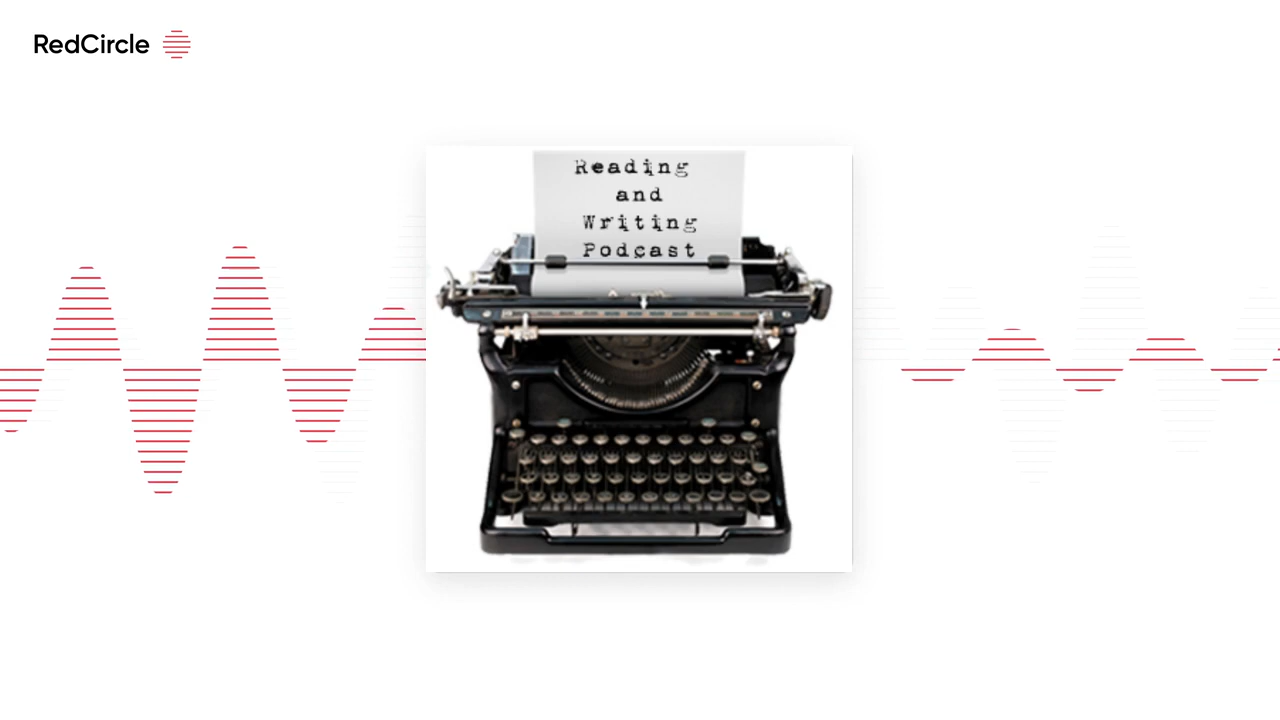 RedCircle
Reading
and
Writing
Podcast